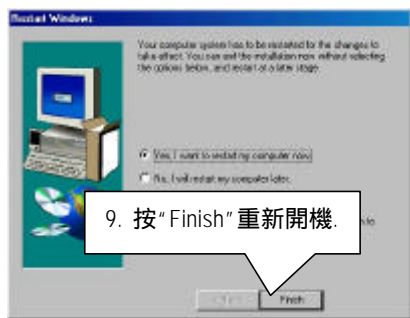 Restart Windows
Your computer system has to be restarted for the changes to
take effect. You can exit the installation now without selecting
the options below, and restart at a later stage.
Yes, I want to restart my computer now.
No, I will restart my computer later.
9. 按“Finish”重新開機.
to
Finish